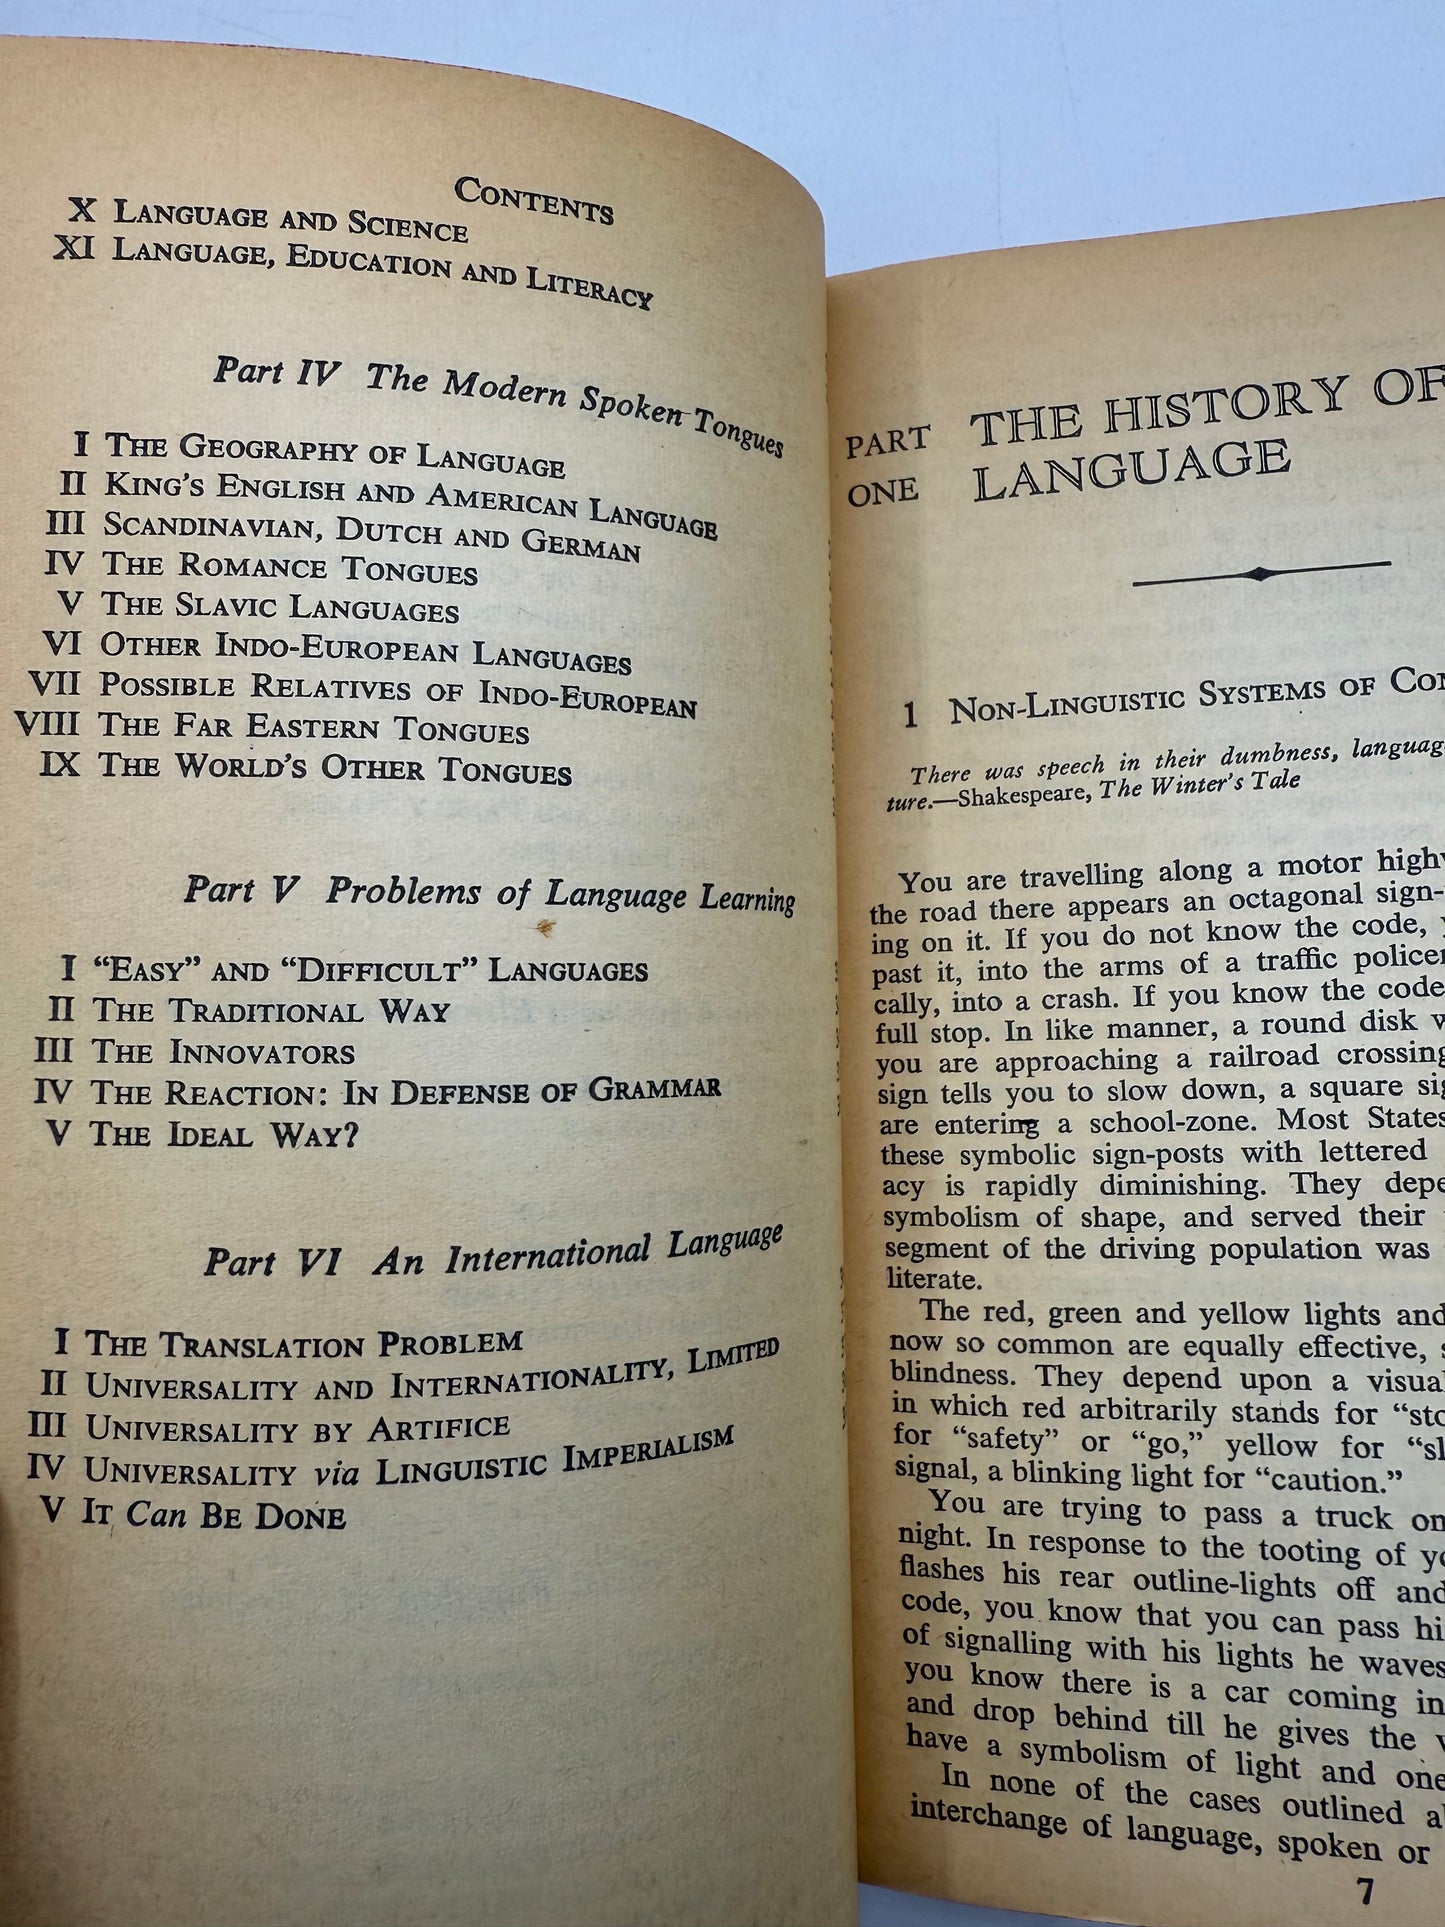 CONTENTS
X LANGUAGE AND SCIENCE
XI LANGUAGE, EDUCATION AND LITERACY
Part IV The Modern Spoken Tongues
I THE GEOGRAPHY OF LANGUAGE
II KING'S ENGLISH AND AMERICAN LANGUAGE
III SCANDINAVIAN, DUTCH AND GERMAN
IV THE ROMANCE TONGUES
V THE SLAVIC LANGUAGES
VI OTHER INDO-EUROPEAN LANGUAGES
VII POSSIBLE RELATIVES OF INDO-EUROPEAN
VIII THE FAR EASTERN TONGUES
IX THE WORLD'S OTHER TONGUES
Part V Problems of Language Learning
I "EASY" AND "DIFFICULT" LANGUAGES
II THE TRADITIONAL WAY
III THE INNOVATORS
IV THE REACTION: IN DEFENSE OF GRAMMAR
V THE IDEAL WAY?
Part VI An International Language
I THE TRANSLATION PROBLEM
II UNIVERSALITY AND INTERNATIONALITY, LIMITED
III UNIVERSALITY BY ARTIFICE
IV UNIVERSALITY via LINGUISTIC IMPERIALISM
V IT Can BE DONE
PART ONE
THE HISTORY OF
LANGUAGE
1 NON-LINGUISTIC SYSTEMS OF
There was speech in their dumbness,
ture.—Shakespeare, The Winter's Tale
You are travelling along a motor
the road there appears an octagonal sign-
ing on it. If you do not know the code,
past it, into the arms of a traffic
cally, into a crash. If you know the code
full stop. In like manner, a round disk
you are approaching a railroad crossing
sign tells you to slow down, a square
are entering a school-zone. Most States
these symbolic sign-posts with lettered
acy is rapidly diminishing. They
symbolism of shape, and served their
segment of the driving population was
literate.
The red, green and yellow lights and
now so common are equally effective,
blindness. They depend upon a visual
in which red arbitrarily stands for
for "safety" or "go," yellow for
signal, a blinking light for "caution."
You are trying to pass a truck on
night. In response to the tooting of
flashes his rear outline-lights off and
code, you know that you can pass
of signalling with his lights he waves
you know there is a car coming in
and drop behind till he gives the
have a symbolism of light and one
In none of the cases outlined
interchange of language, spoken or
7